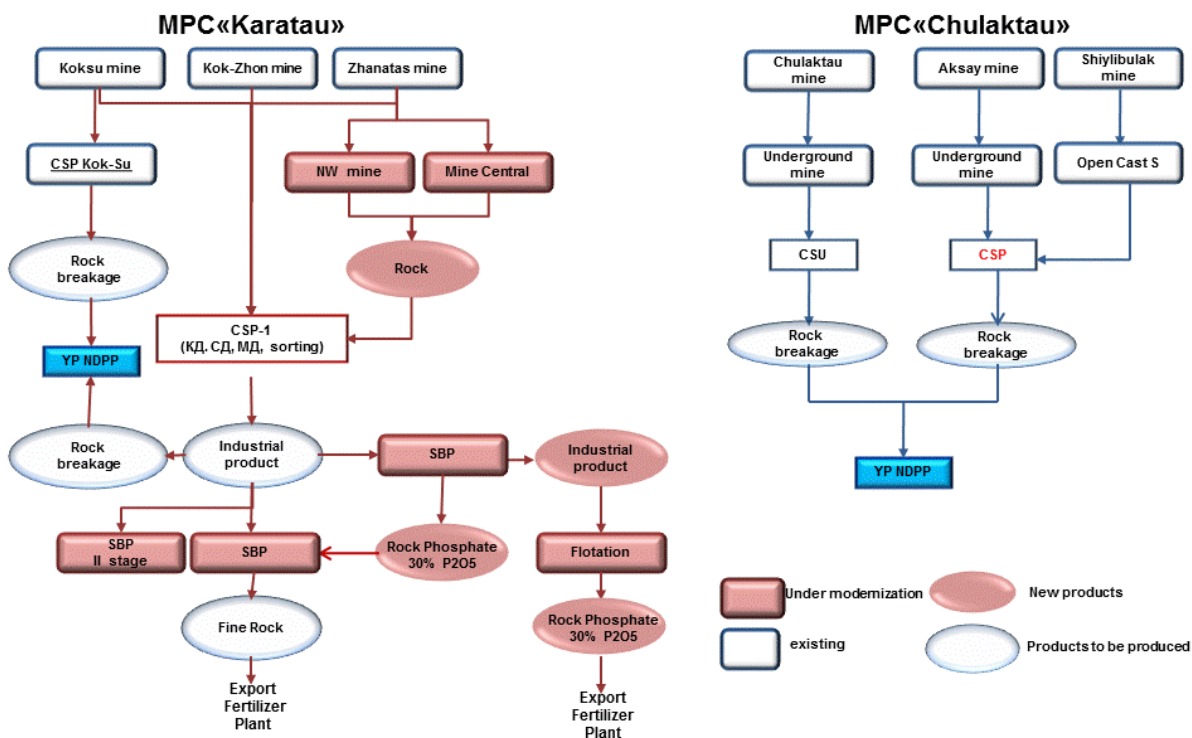 MPC«Karatau»
Koksu mine
Kok-Zhon mine
Zhanatas mine
CSP Kok-Su
NW mine
Mine Central
Rock
breakage
Rock
CSP-1
(КД. СД, МД, sorting)
YP NDPP
Rock
breakage
Industrial
product
SBP
Industrial
product
SBP
II stage
SBP
Rock Phosphate
30% P2O5
Flotation
Fine Rock
Rock Phosphate
30% P2O5
Export
Fertilizer
Plant
Export
Fertilizer
Plant
MPC«Chulaktau»
Chulaktau
mine
Aksay mine
Shiylibulak
mine
Underground
mine
Underground
mine
Open Cast S
CSU
CSP
Rock
breakage
Rock
breakage
YP NDPP
Under modernization
New products
existing
Products to be produced